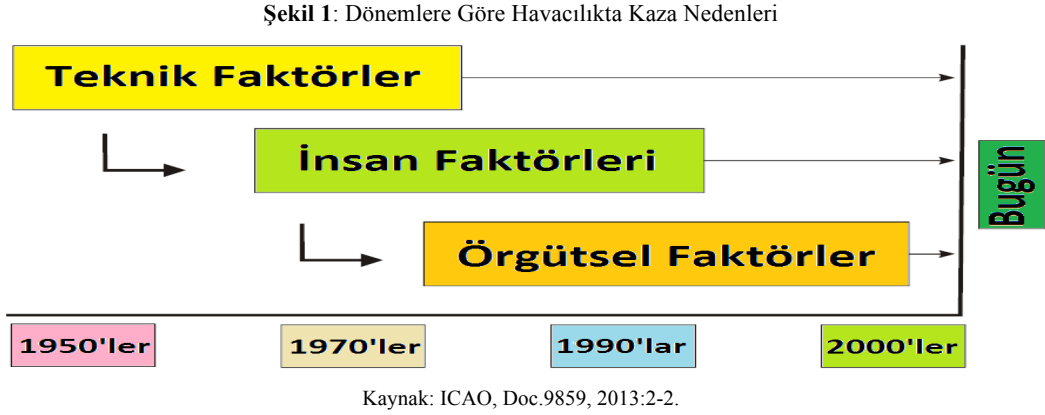 Şekil 1: Dönemlere Göre Havacılıkta Kaza Nedenleri
Teknik Faktörler
İnsan Faktörleri
Örgütsel Faktörler
Bugün
1950'ler
1970'ler
1990'lar
2000'ler
Kaynak: ICAO, Doc.9859, 2013:2-2.